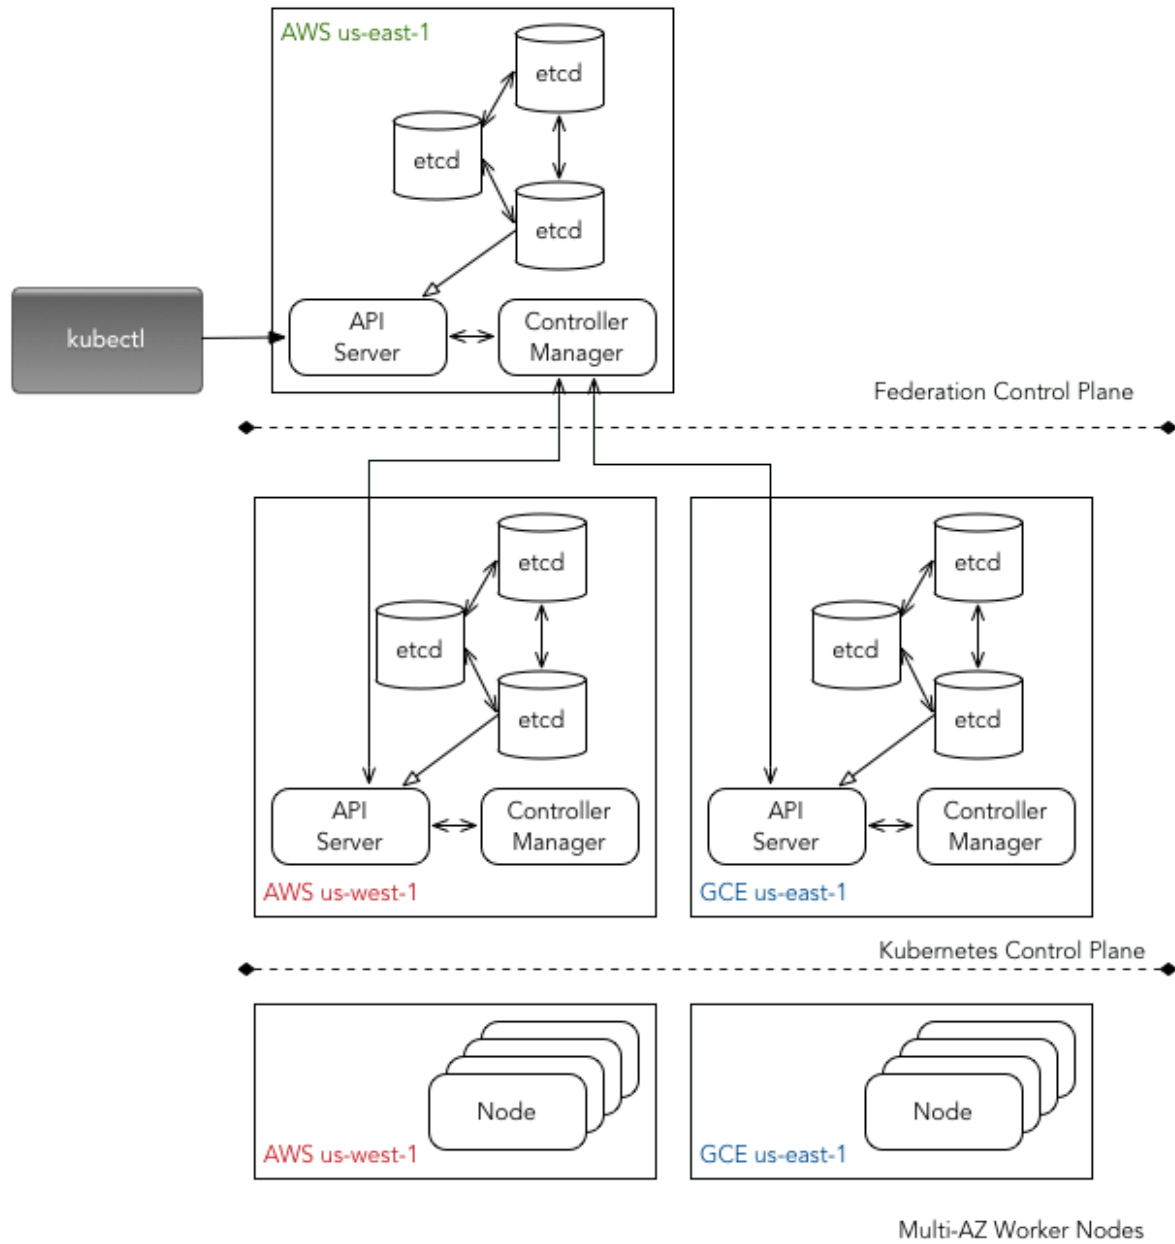 AWS us-east-1
etcd
etcd
etcd
kubectl
API
Server
Controller
Manager
Federation Control Plane
etcd
etcd
etcd
API
Server
Controller
Manager
AWS us-west-1
etcd
etcd
etcd
API
Server
Controller
Manager
GCE us-east-1
Kubernetes Control Plane
Node
AWS us-west-1
Node
GCE us-east-1
Multi-AZ Worker Nodes